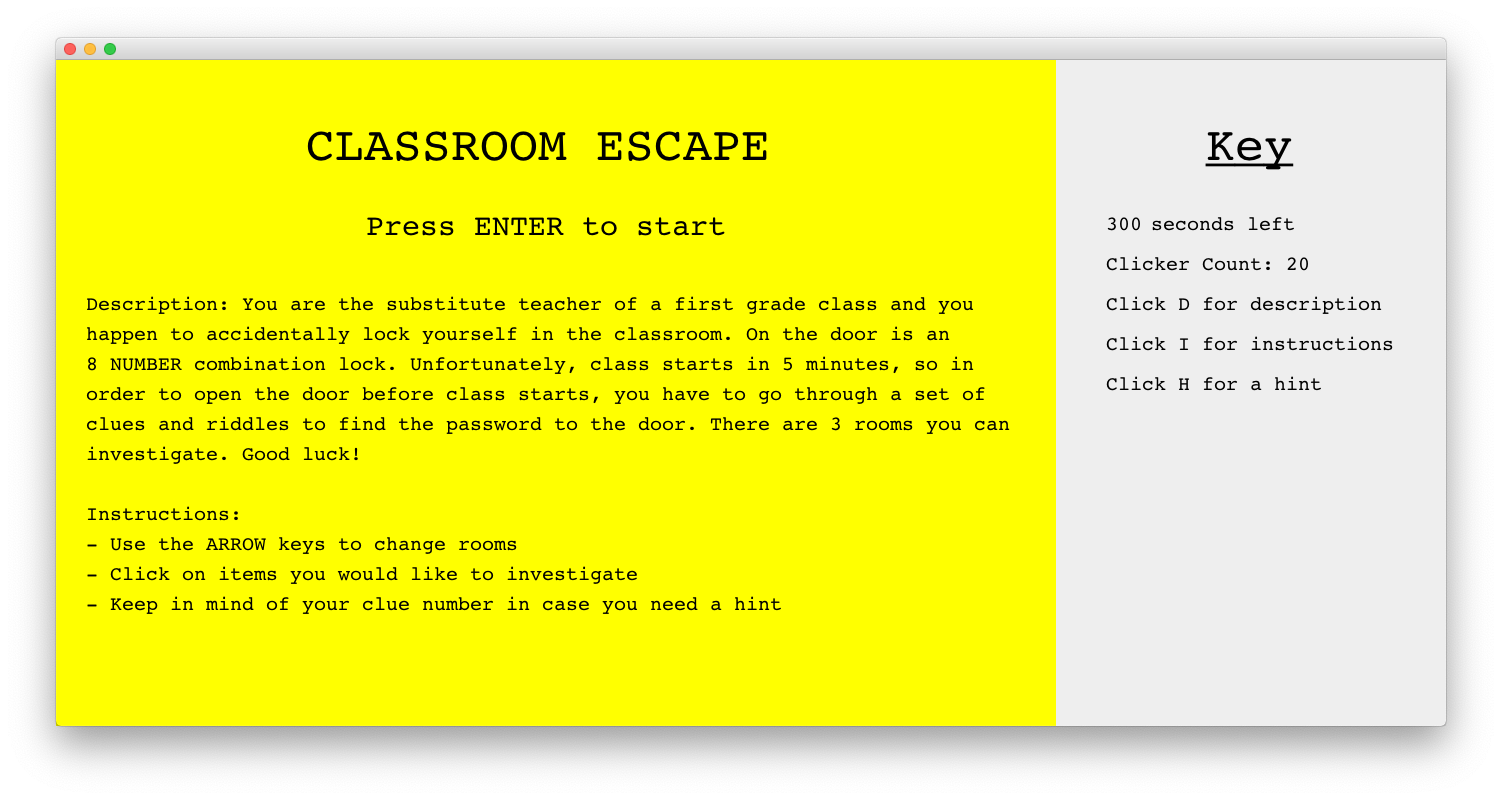 CLASSROOM ESCAPE
Press ENTER to start
Description: You are the substitute teacher of a first grade class and you
happen to accidentally lock yourself in the classroom. On the door is an
8 NUMBER combination lock. Unfortunately, class starts in 5 minutes, so in
order to open the door before class starts, you have to go through a set of
clues and riddles to find the password to the door. There are 3 rooms you can
investigate. Good luck!
Instructions:
- Use the ARROW keys to change rooms
- Click on items you would like to investigate
- Keep in mind of your clue number in case you need a hint
Key
300 seconds left
Clicker Count: 20
Click D for description
Click I for instructions
Click H for a hint